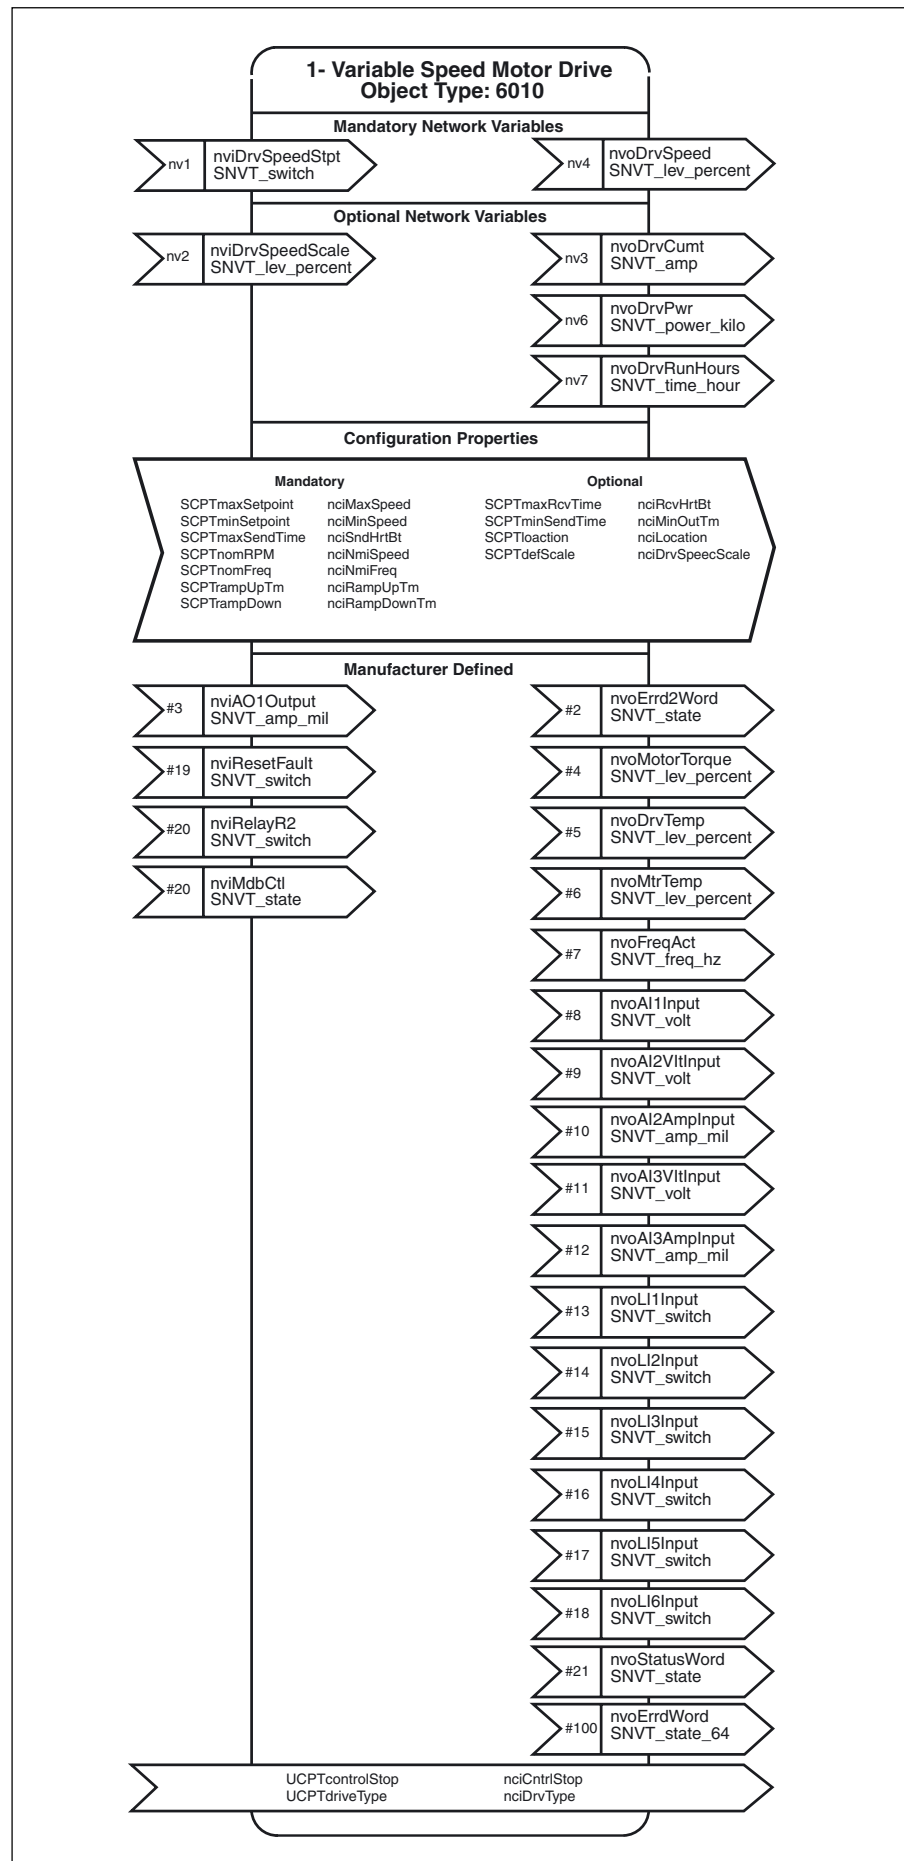 1- Variable Speed Motor Drive
Object Type: 6010
Mandatory Network Variables
nv1
nviDrvSpeedStpt
SNVT_switch
nv4
nvoDrvSpeed
SNVT_lev_percent
Optional Network Variables
nv2
nviDrvSpeedScale
SNVT_lev_percent
nv3
nvoDrvCumt
SNVT_amp
nv6
nvoDrvPwr
SNVT_power_kilo
nv7
nvoDrvRunHours
SNVT_time_hour
Configuration Properties
Mandatory
SCPTmaxSetpoint nciMaxSpeed
SCPTminSetpoint nciMinSpeed
SCPTmaxSendTime nciSndHrtBt
SCPTnomRPM nciNmiSpeed
SCPTnomFreq nciNmiFreq
SCPTrampUpTm nciRampUpTm
SCPTrampDown nciRampDownTm
Optional
SCPTmaxRcvTime nciRcvHrtBt
SCPTminSendTime nciMinOutTm
SCPTloaction nciLocation
SCPTdefScale nciDrvSpeecScale
Manufacturer Defined
#3
nviAO1Output
SNVT_amp_mil
#19
nviResetFault
SNVT_switch
#20
nviRelayR2
SNVT_switch
#20
nviMdbCtl
SNVT_state
#2
nvoErrd2Word
SNVT_state
#4
nvoMotorTorque
SNVT_lev_percent
#5
nvoDrvTemp
SNVT_lev_percent
#6
nvoMtrTemp
SNVT_lev_percent
#7
nvoFreqAct
SNVT_freq_hz
#8
nvoAI1Input
SNVT_volt
#9
nvoAI2VltInput
SNVT_volt
#10
nvoAI2AmpInput
SNVT_amp_mil
#11
nvoAI3VltInput
SNVT_volt
#12
nvoAI3AmpInput
SNVT_amp_mil
#13
nvoLI1Input
SNVT_switch
#14
nvoLI2Input
SNVT_switch
#15
nvoLI3Input
SNVT_switch
#16
nvoLI4Input
SNVT_switch
#17
nvoLI5Input
SNVT_switch
#18
nvoLI6Input
SNVT_switch
#21
nvoStatusWord
SNVT_state
#100
nvoErrdWord
SNVT_state_64
UCPTcontrolStop nciCntrlStop
UCPTdriveType nciDrvType